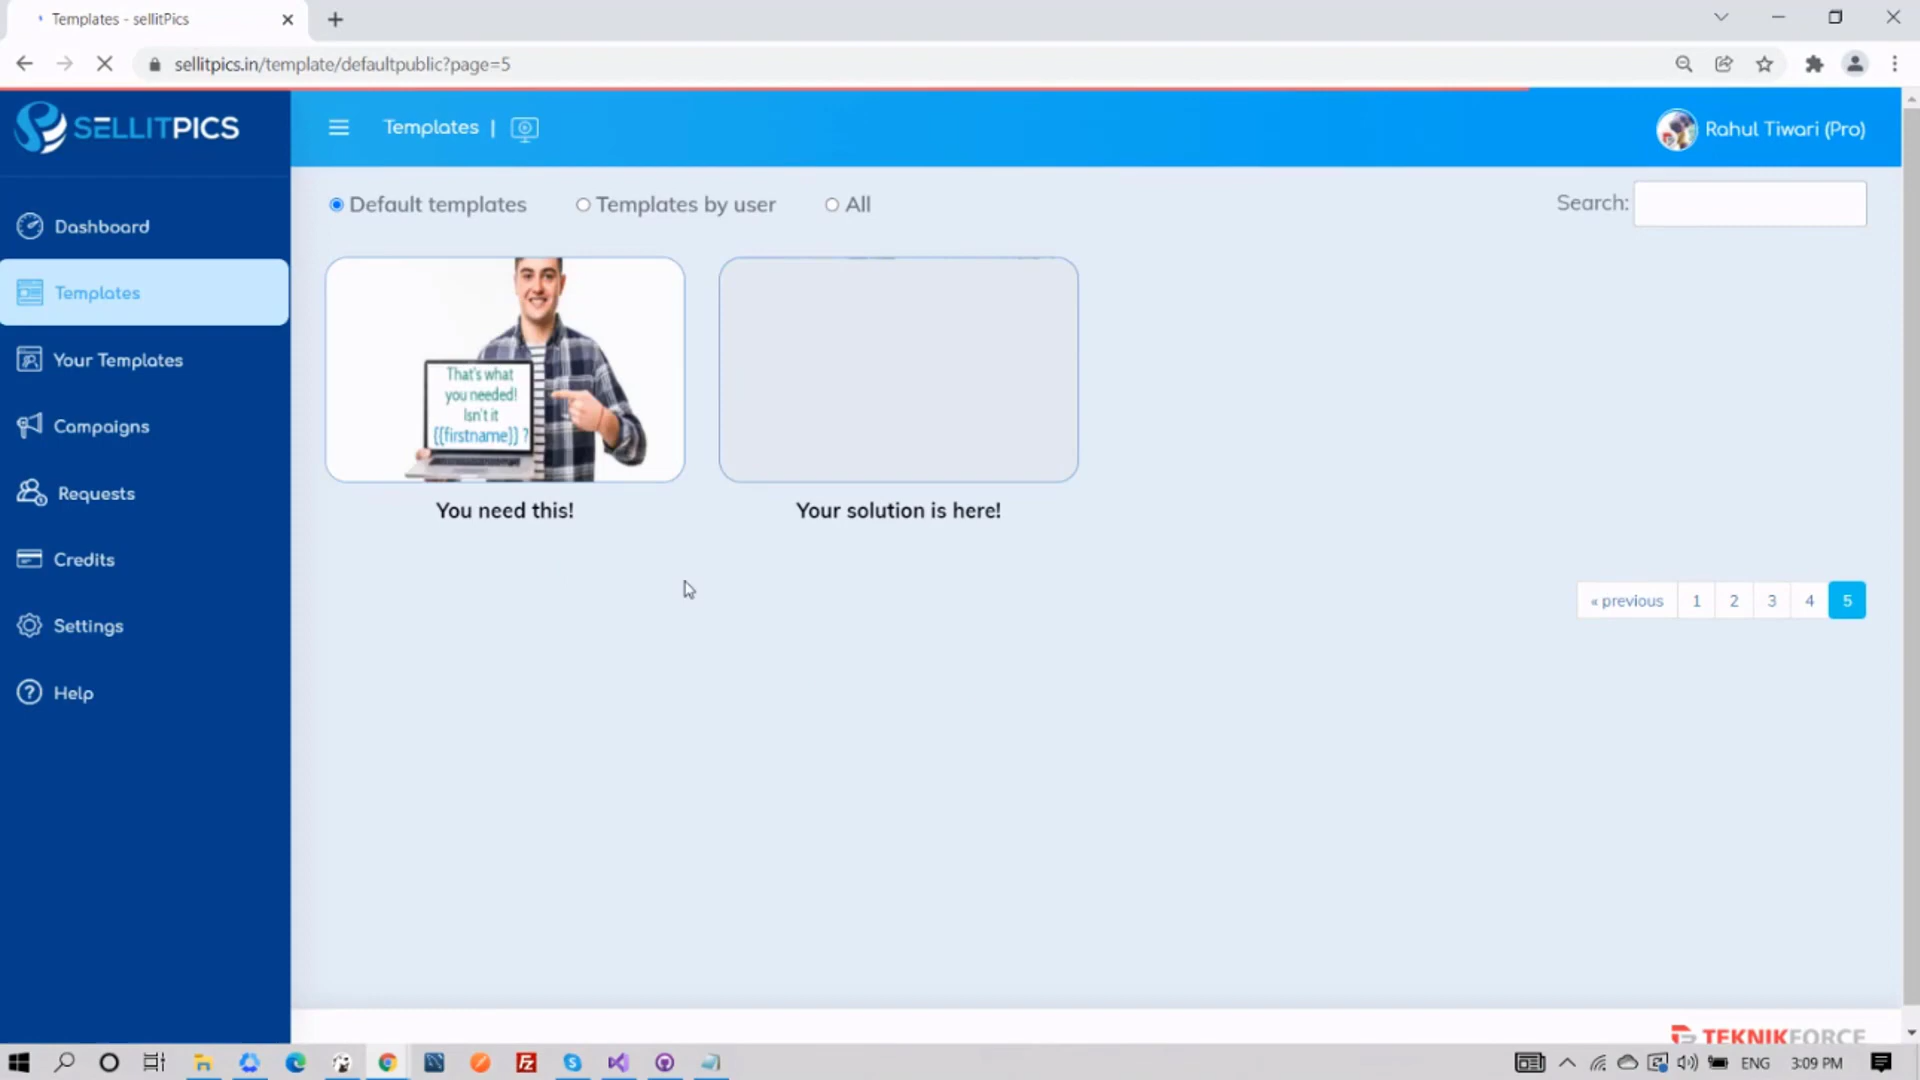 Templates - sellitPics
sellitpics.in/template/defaultpublic?page=5
SELLITPICS
Templates |
Rahul Tiwari (Pro)
Default templates
Templates by user
All
Search:
Dashboard
Templates
Your Templates
Campaigns
Requests
Credits
Settings
Help
That's what
you needed!
Isn't it
{{firstname}} ?
You need this!
Your solution is here!
« previous 1 2 3 4 5
TEKNIKFORCE
ENG 3:09 PM